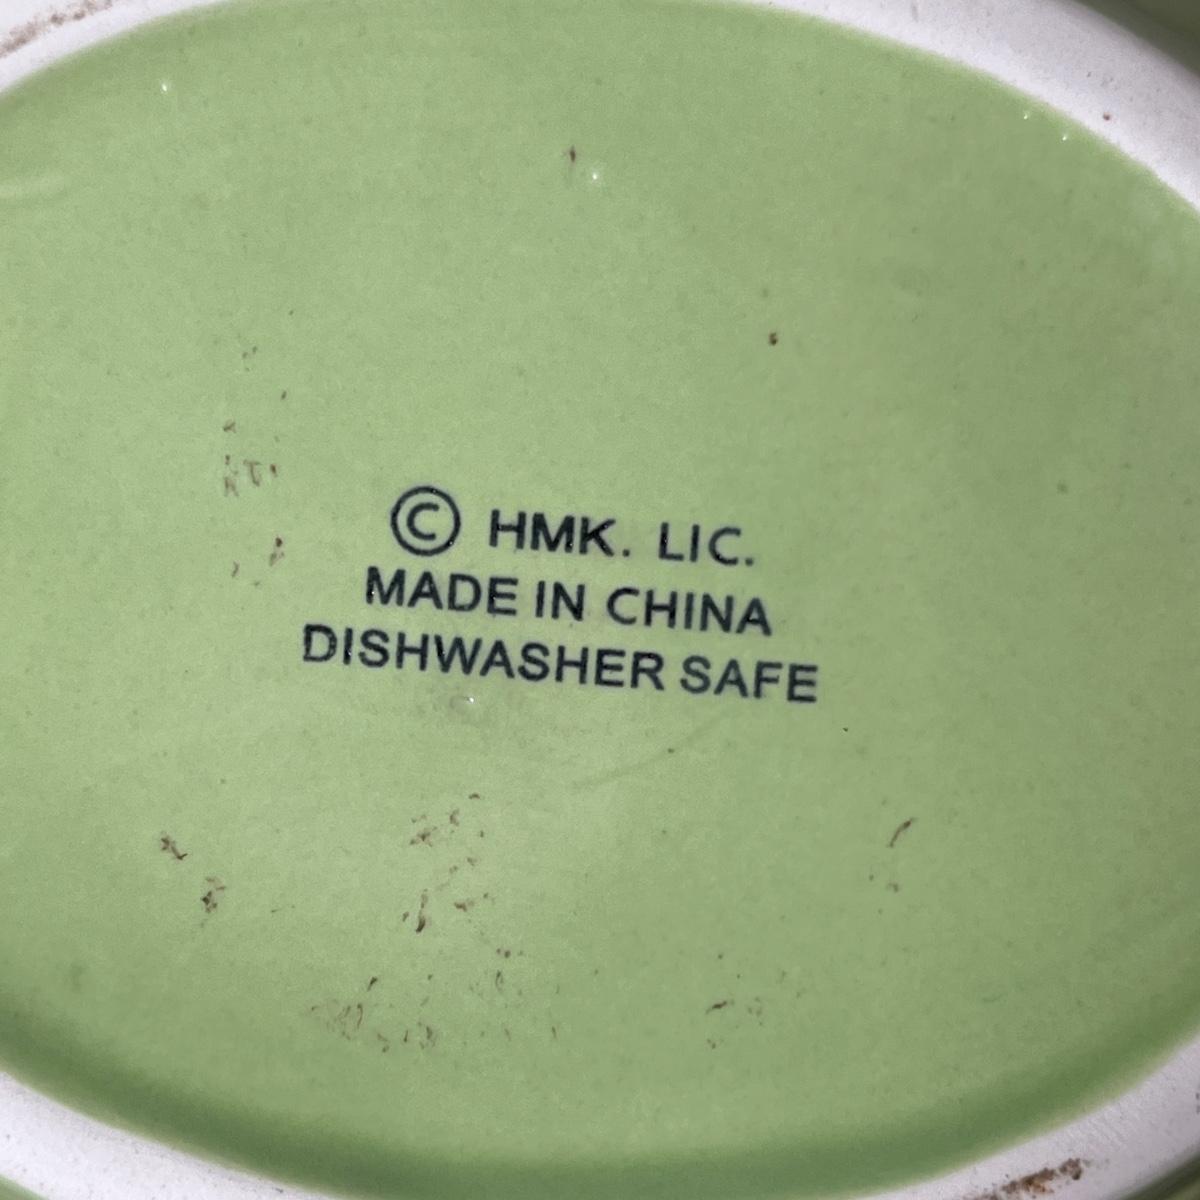 © HMK. LIC.
MADE IN CHINA
DISHWASHER SAFE